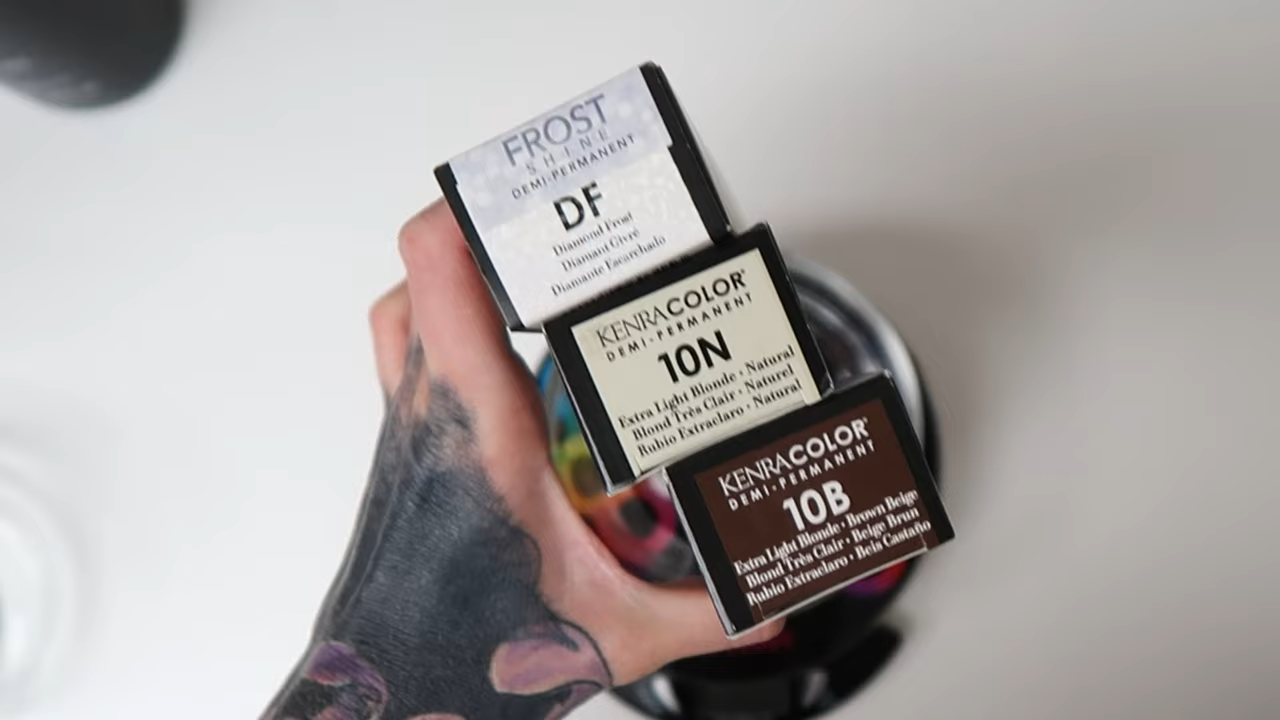 FROST
SHINE
DEMI-PERMANENT
DF
Diamond Frost
Diamant Givré
Diamante Escarchado
KENRACOLOR®
DEMI-PERMANENT
10N
Extra Light Blonde • Natural
Blond Très Clair • Naturel
Rubio Extraclaro • Natural
KENRACOLOR®
DEMI-PERMANENT
10B
Extra Light Blonde • Brown Beige
Blond Très Clair • Beige Brun
Rubio Extraclaro • Beis Castaño